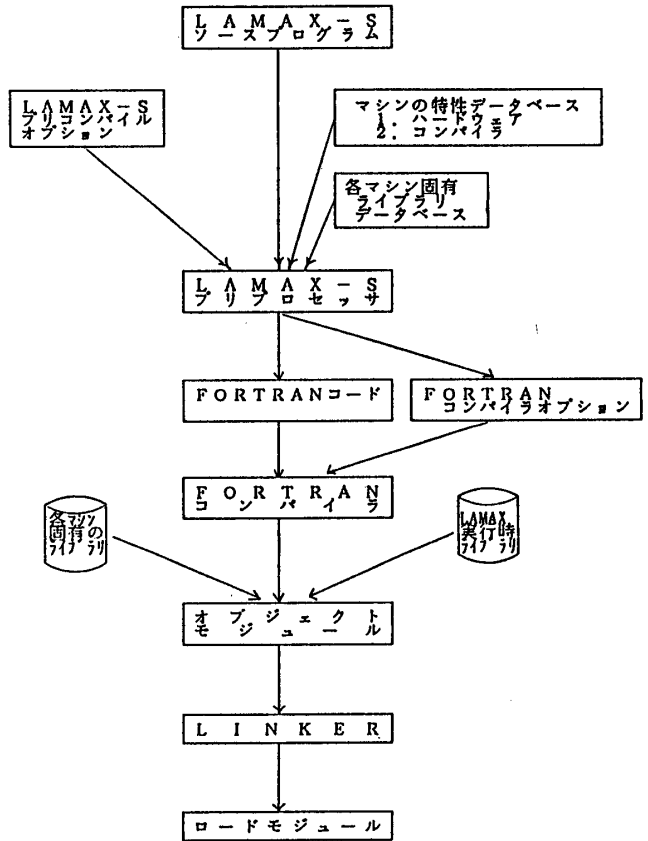 LAMAX-S
ソースプログラム
LAMAX-S
プリコンパイル
オプション
マシンの特性データベース
1. ハードウェア
2. コンパイラ
各マシン固有
ライブラリ
データベース
LAMAX-S
プリプロセッサ
FORTRANコード
FORTRAN
コンパイラオプション
FORTRAN
コンパイラ
各マシン
固有の
ライブラリ
LAMAX
実行時
ライブラリ
オブジェクト
モジュール
LINKER
ロードモジュール